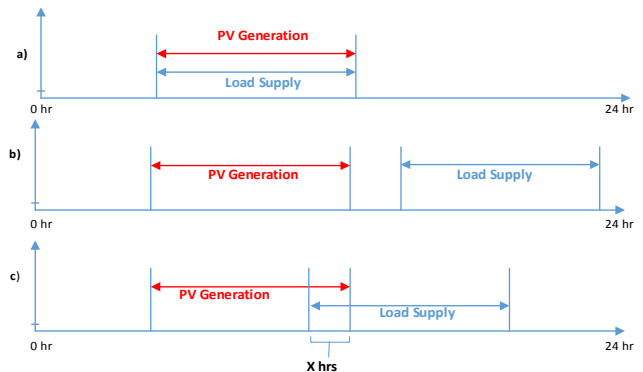 a)
PV Generation
Load Supply
0 hr
24 hr
b)
PV Generation
Load Supply
0 hr
24 hr
c)
PV Generation
Load Supply
0 hr
24 hr
X hrs